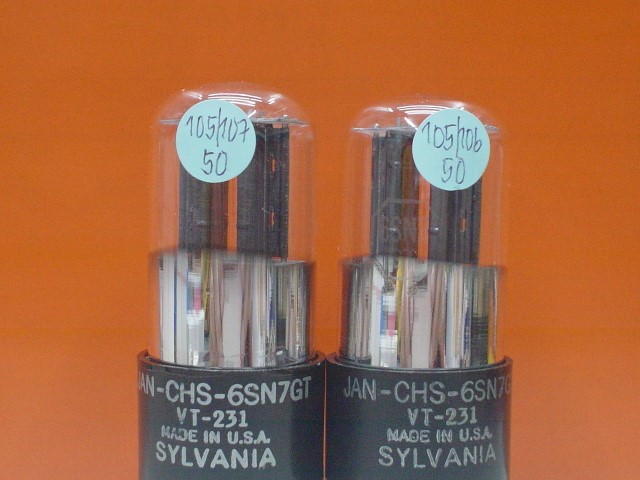 105/107
50
105/106
50
JAN-CHS-6SN7GT
VT-231
MADE IN U.S.A.
SYLVANIA
JAN-CHS-6SN7G
VT-231
MADE IN U.S.A.
SYLVANIA